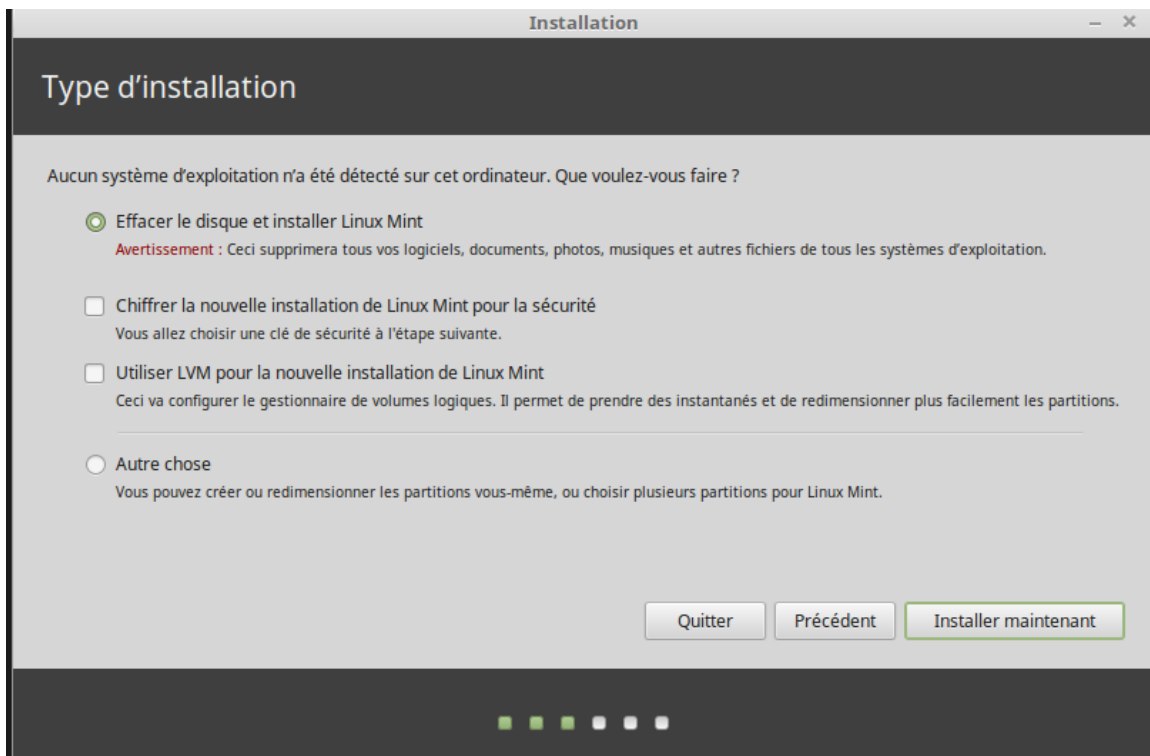 Installation
Type d’installation
Aucun système d’exploitation n’a été détecté sur cet ordinateur. Que voulez-vous faire ?
Effacer le disque et installer Linux Mint
Avertissement : Ceci supprimera tous vos logiciels, documents, photos, musiques et autres fichiers de tous les systèmes d’exploitation.
Chiffrer la nouvelle installation de Linux Mint pour la sécurité
Vous allez choisir une clé de sécurité à l'étape suivante.
Utiliser LVM pour la nouvelle installation de Linux Mint
Ceci va configurer le gestionnaire de volumes logiques. Il permet de prendre des instantanés et de redimensionner plus facilement les partitions.
Autre chose
Vous pouvez créer ou redimensionner les partitions vous-même, ou choisir plusieurs partitions pour Linux Mint.
Quitter Précédent Installer maintenant